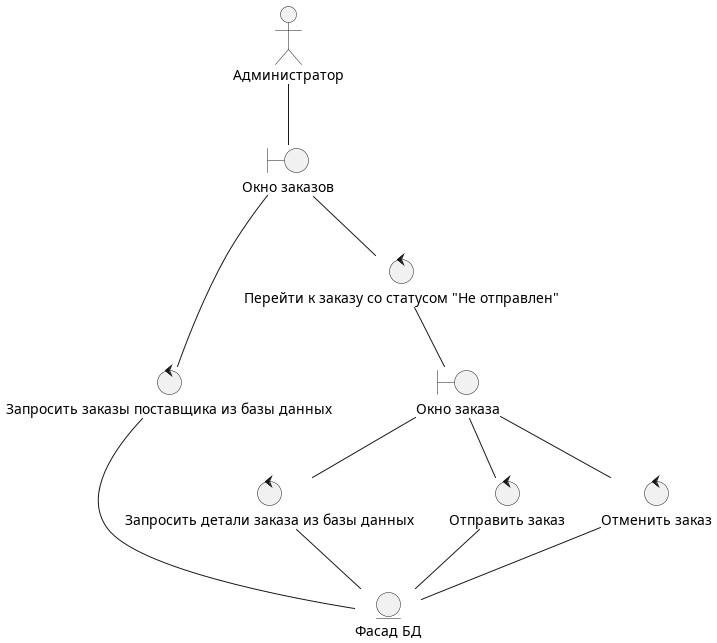 Администратор
Окно заказов
Перейти к заказу со статусом "Не отправлен"
Запросить заказы поставщика из базы данных
Окно заказа
Запросить детали заказа из базы данных
Отправить заказ
Отменить заказ
Фасад БД